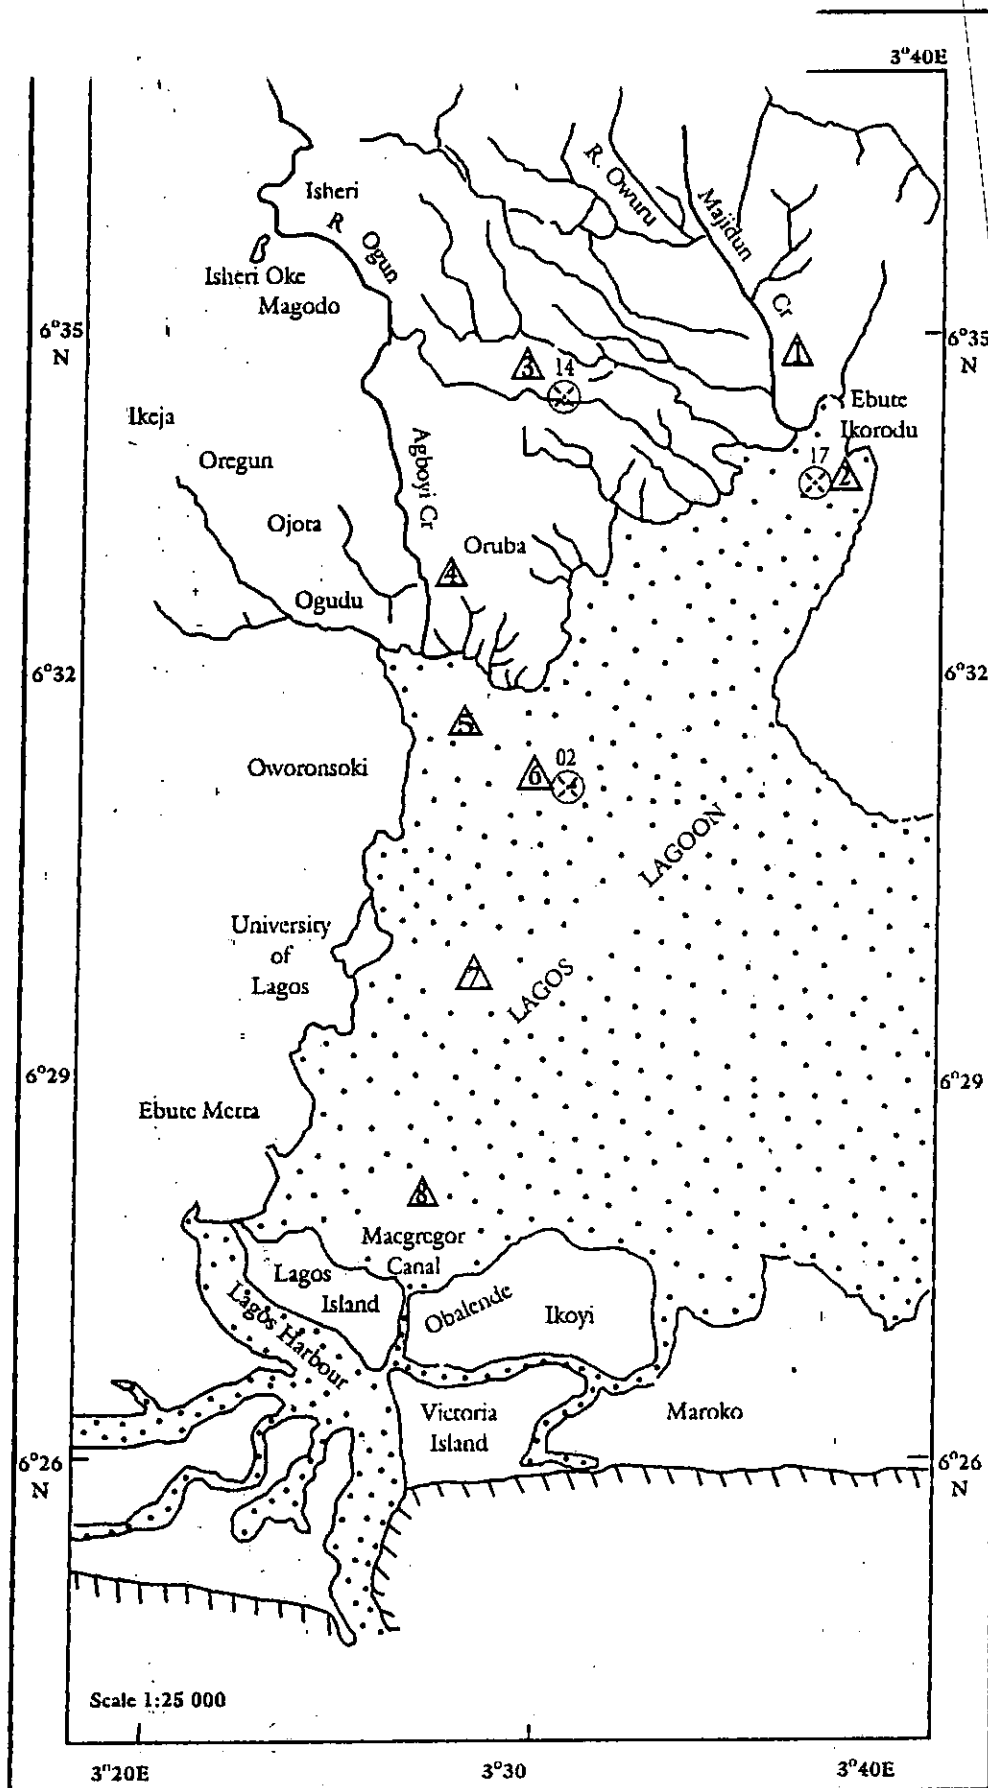 3°40E
R. Owuru
Isheri
R Ogun
Majidun
Cr
Isheri Oke
Magodo
6°35
N
6°35
N
1
3
14
Ikeja
Ebute
Ikorodu
Agboyi Cr
Oregun
17
2
Ojota
Oruba
4
Ogudu
6°32
6°32
5
Oworonsoki
02
6
LAGOON
University
of
Lagos
7
LAGOS
6°29
6°29
Ebute Metta
8
Macgregor
Canal
Lagos
Island
Obalende
Ikoyi
Lagos Harbour
Victoria
Island
Maroko
6°26
N
6°26
N
Scale 1:25 000
3°20E
3°30
3°40E